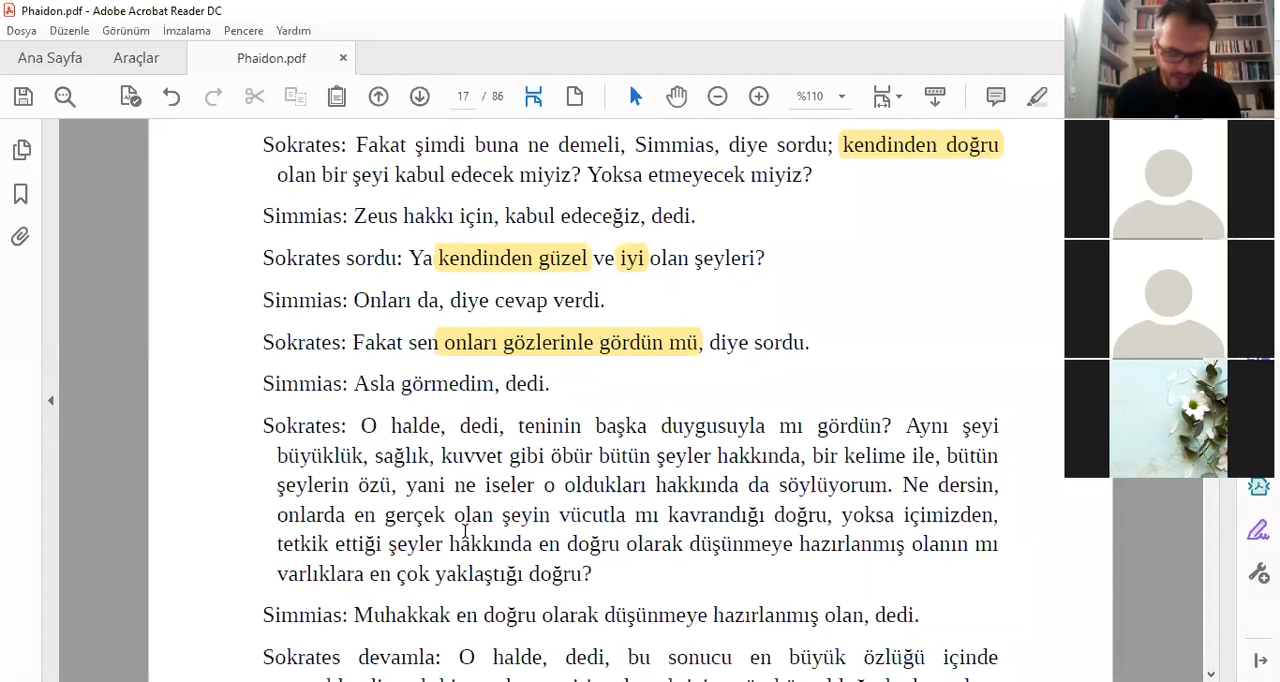 Phaidon.pdf - Adobe Acrobat Reader DC
Dosya Düzenle Görünüm İmzalama Pencere Yardım
Ana Sayfa Araçlar Phaidon.pdf ×
17 / 86 %110
Sokrates: Fakat şimdi buna ne demeli, Simmias, diye sordu; kendinden doğru
olan bir şeyi kabul edecek miyiz? Yoksa etmeyecek miyiz?
Simmias: Zeus hakkı için, kabul edeceğiz, dedi.
Sokrates sordu: Ya kendinden güzel ve iyi olan şeyleri?
Simmias: Onları da, diye cevap verdi.
Sokrates: Fakat sen onları gözlerinle gördün mü, diye sordu.
Simmias: Asla görmedim, dedi.
Sokrates: O halde, dedi, teninin başka duygusuyla mı gördün? Aynı şeyi
büyüklük, sağlık, kuvvet gibi öbür bütün şeyler hakkında, bir kelime ile, bütün
şeylerin özü, yani ne iseler o oldukları hakkında da söylüyorum. Ne dersin,
onlarda en gerçek olan şeyin vücutla mı kavrandığı doğru, yoksa içimizden,
tetkik ettiği şeyler hakkında en doğru olarak düşünmeye hazırlanmış olanın mı
varlıklara en çok yaklaştığı doğru?
Simmias: Muhakkak en doğru olarak düşünmeye hazırlanmış olan, dedi.
Sokrates devamla: O halde, dedi, bu sonucu en büyük özlüğü içinde